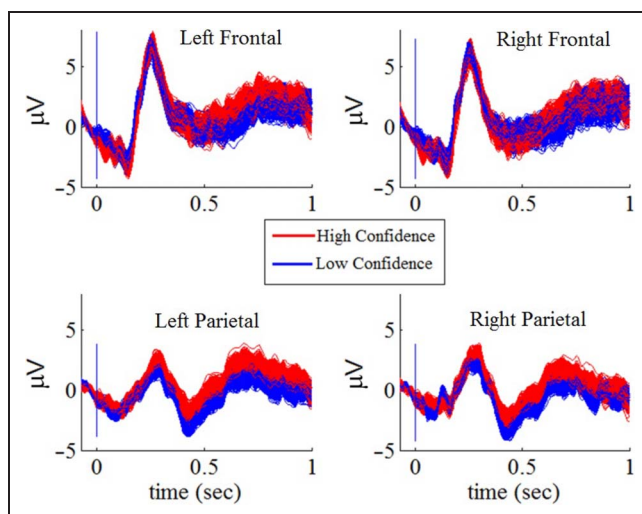 Left Frontal
Right Frontal
μV
5
0
−5
0
0.5
1
μV
5
0
−5
0
0.5
1
High Confidence
Low Confidence
Left Parietal
Right Parietal
μV
5
0
−5
0
0.5
1
time (sec)
μV
5
0
−5
0
0.5
1
time (sec)